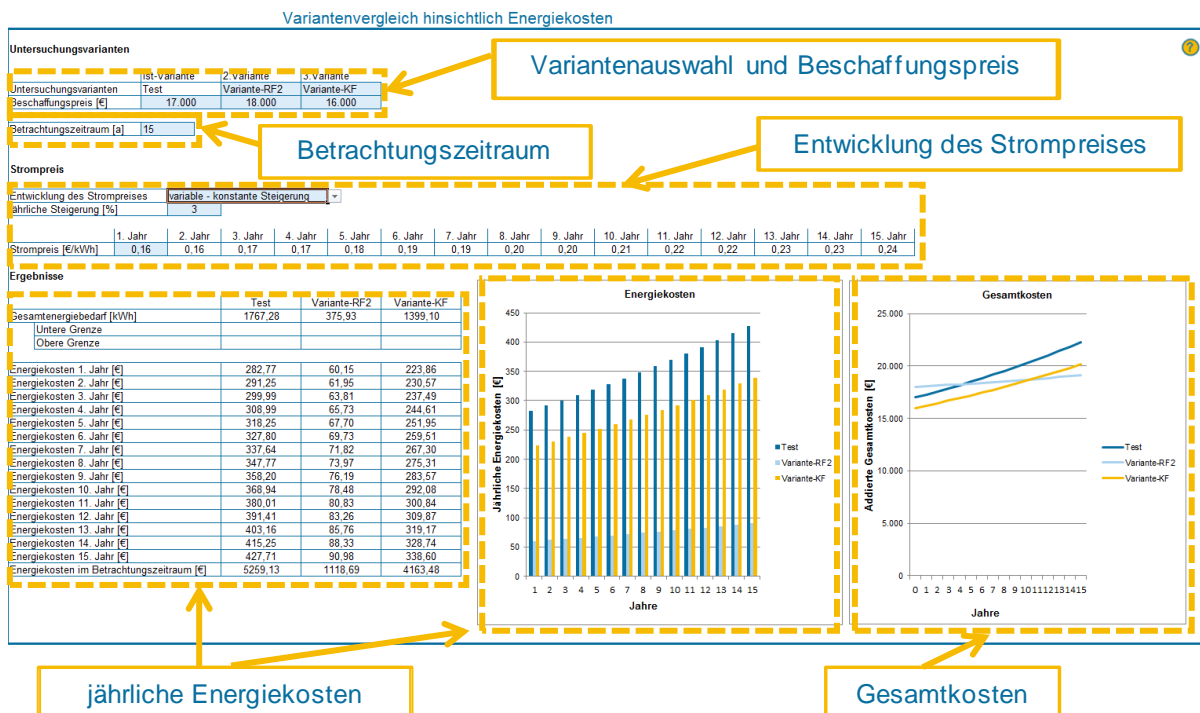 Variantenvergleich hinsichtlich Energiekosten
Untersuchungsvarianten
?
Variantenauswahl und Beschaffungspreis
Ist-Variante 2.Variante 3.Variante
Untersuchungsvarianten Test Variante-RF2 Variante-KF
Beschaffungspreis [€] 17.000 18.000 16.000
Betrachtungszeitraum [a] 15
Betrachtungszeitraum
Entwicklung des Strompreises
Strompreis
Entwicklung des Strompreises variable - konstante Steigerung
jährliche Steigerung [%] 3
1. Jahr 2. Jahr 3. Jahr 4. Jahr 5. Jahr 6. Jahr 7. Jahr 8. Jahr 9. Jahr 10. Jahr 11. Jahr 12. Jahr 13. Jahr 14. Jahr 15. Jahr
Strompreis [€/kWh] 0,16 0,16 0,17 0,17 0,18 0,19 0,19 0,20 0,20 0,21 0,22 0,22 0,23 0,23 0,24
Ergebnisse
Test Variante-RF2 Variante-KF
Gesamtenergiebedarf [kWh] 1767,28 375,93 1399,10
Untere Grenze
Obere Grenze
Energiekosten 1. Jahr [€] 282,77 60,15 223,86
Energiekosten 2. Jahr [€] 291,25 61,95 230,57
Energiekosten 3. Jahr [€] 299,99 63,81 237,49
Energiekosten 4. Jahr [€] 308,99 65,73 244,61
Energiekosten 5. Jahr [€] 318,25 67,70 251,95
Energiekosten 6. Jahr [€] 327,80 69,73 259,51
Energiekosten 7. Jahr [€] 337,64 71,82 267,30
Energiekosten 8. Jahr [€] 347,77 73,97 275,31
Energiekosten 9. Jahr [€] 358,20 76,19 283,57
Energiekosten 10. Jahr [€] 368,94 78,48 292,08
Energiekosten 11. Jahr [€] 380,01 80,83 300,84
Energiekosten 12. Jahr [€] 391,41 83,26 309,87
Energiekosten 13. Jahr [€] 403,16 85,76 319,17
Energiekosten 14. Jahr [€] 415,25 88,33 328,74
Energiekosten 15. Jahr [€] 427,71 90,98 338,60
Energiekosten im Betrachtungszeitraum [€] 5259,13 1118,69 4163,48
Energiekosten
Jährliche Energiekosten [€]
450
400
350
300
250
200
150
100
50
0
1 2 3 4 5 6 7 8 9 10 11 12 13 14 15
Jahre
Test
Variante-RF2
Variante-KF
Gesamtkosten
Addierte Gesamtkosten [€]
25.000
20.000
15.000
10.000
5.000
0
0 1 2 3 4 5 6 7 8 9 10 11 12 13 14 15
Jahre
Test
Variante-RF2
Variante-KF
jährliche Energiekosten
Gesamtkosten